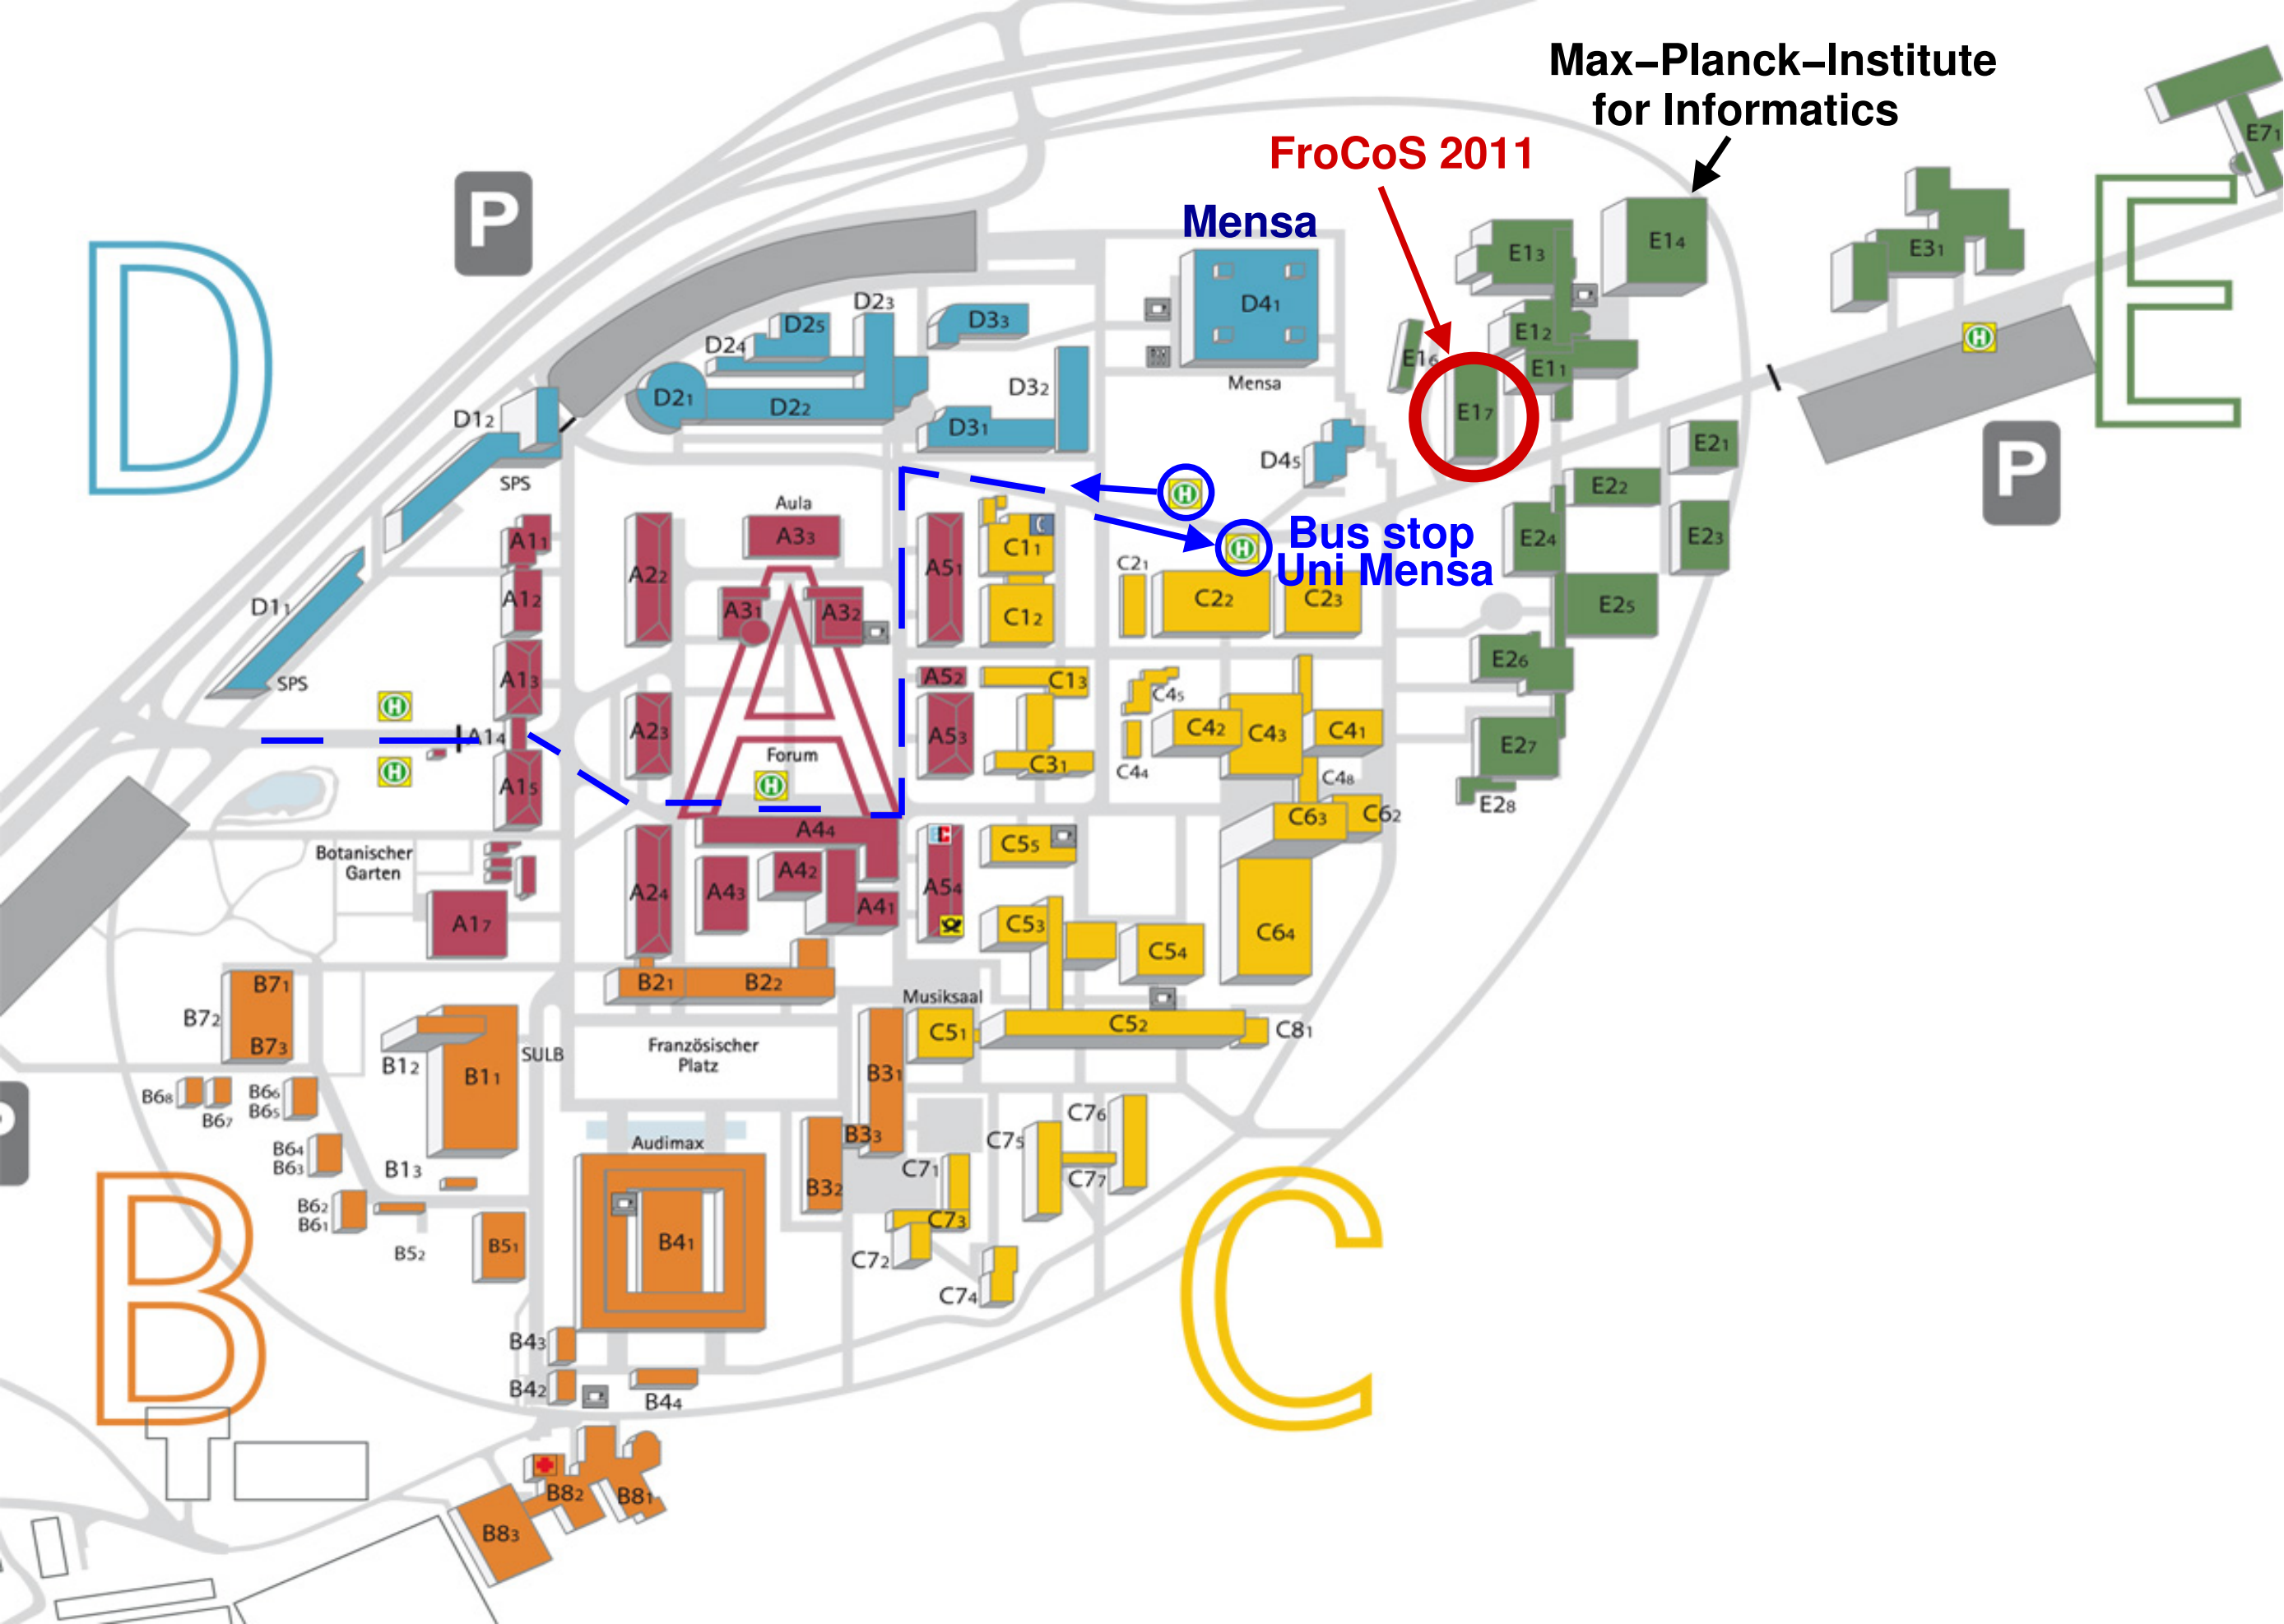 Max–Planck–Institute
for Informatics
FroCoS 2011
Mensa
P
D
E
E71
E14
E13
E31
E12
E11
E16
E17
D41
Mensa
D23
D25
D24
D33
D21
D22
D32
D31
D12
SPS
D45
H
H
H
P
E21
E22
E24
E23
E25
E26
E27
E28
Bus stop
Uni Mensa
Aula
A33
A11
A12
A13
A14
A15
A22
A23
A31
A32
A
A51
A52
A53
C11
C12
C13
C21
C22
C23
D11
SPS
H
H
Forum
H
C45
C42
C43
C41
C44
C31
C48
C63
C62
A44
A42
A43
A41
A24
A54
C55
C53
C54
C64
Botanischer
Garten
A17
B21
B22
Musiksaal
C51
C52
C81
B71
B72
B73
B12
B11
SULB
Französischer
Platz
B31
B68
B67
B66
B65
B64
B63
B62
B61
B13
B52
B51
Audimax
B33
B32
B41
C71
C72
C73
C74
C75
C76
C77
P
B
C
B43
B42
B44
B82
B81
B83